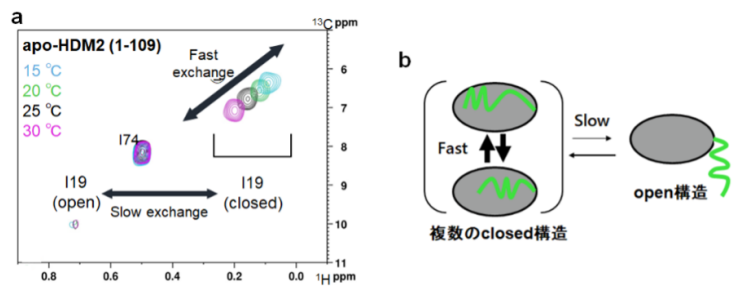 a
13C ppm
apo-HDM2 (1-109)
15 ℃
20 ℃
25 ℃
30 ℃
Fast
exchange
6
7
8
9
10
11
I74
I19
(open)
Slow exchange
I19
(closed)
0.8
0.6
0.4
0.2
0.0
1H ppm
b
Fast
Slow
複数のclosed構造
open構造